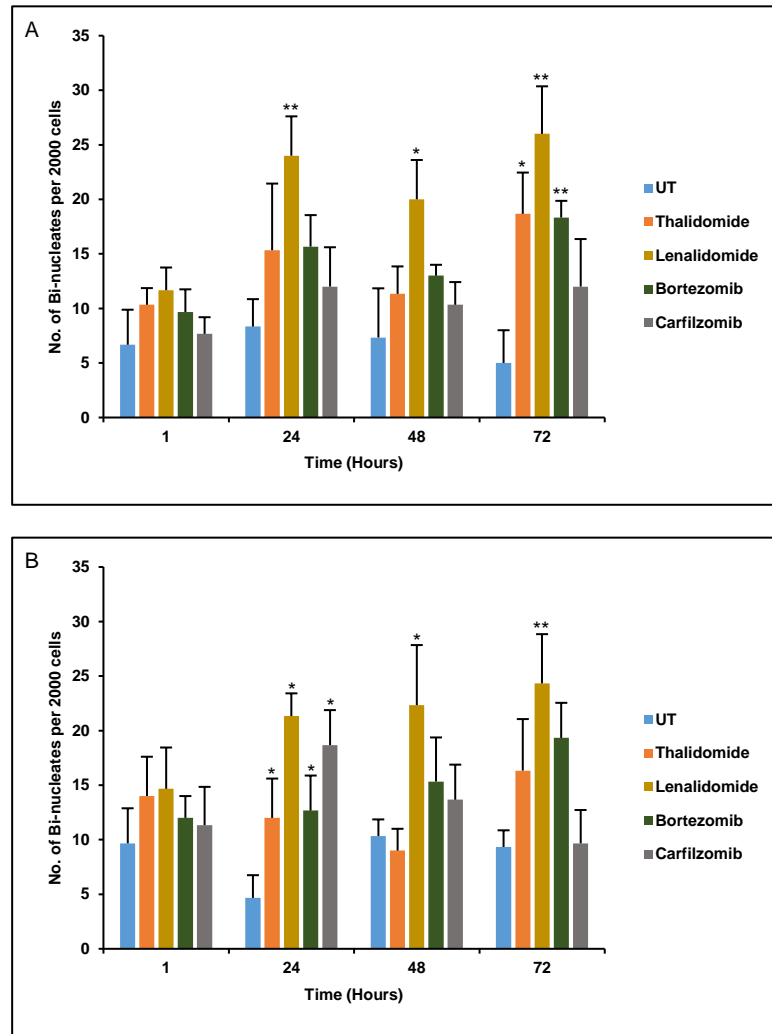 A
35
30
25
20
15
10
5
0
No. of Bi-nucleates per 2000 cells
**
*
*
**
**
1
24
48
72
Time (Hours)
UT
Thalidomide
Lenalidomide
Bortezomib
Carfilzomib
B
35
30
25
20
15
10
5
0
No. of Bi-nucleates per 2000 cells
*
*
*
*
*
**
1
24
48
72
Time (Hours)
UT
Thalidomide
Lenalidomide
Bortezomib
Carfilzomib